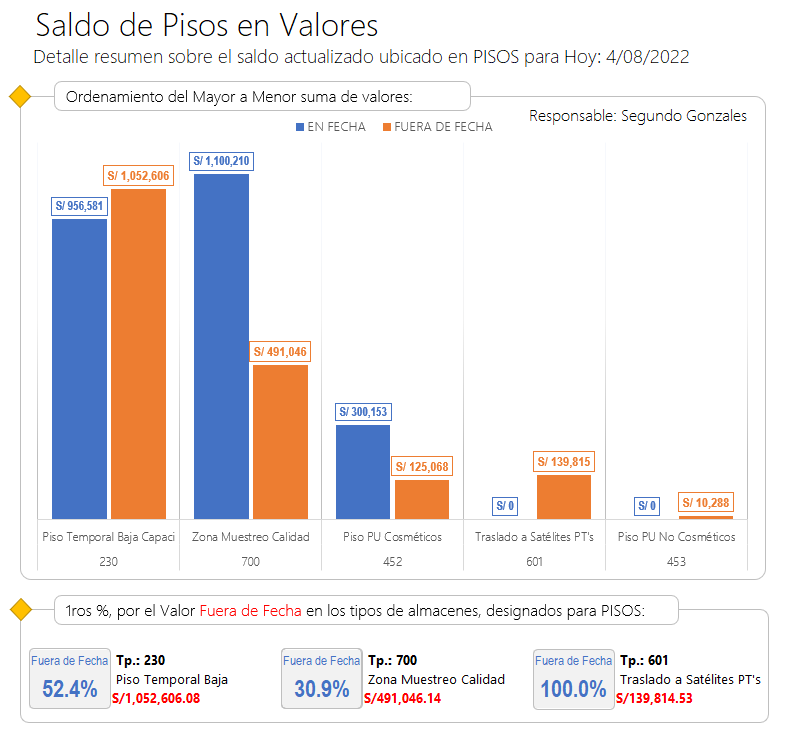 Saldo de Pisos en Valores
Detalle resumen sobre el saldo actualizado ubicado en PISOS para Hoy: 4/08/2022
Ordenamiento del Mayor a Menor suma de valores:
Responsable: Segundo Gonzales
EN FECHA FUERA DE FECHA
S/ 956,581
S/ 1,052,606
S/ 1,100,210
S/ 491,046
S/ 300,153
S/ 125,068
S/ 0
S/ 139,815
S/ 0
S/ 10,288
Piso Temporal Baja Capaci Zona Muestreo Calidad Piso PU Cosméticos Traslado a Satélites PT's Piso PU No Cosméticos
230 700 452 601 453
1ros %, por el Valor Fuera de Fecha en los tipos de almacenes, designados para PISOS:
Fuera de Fecha
52.4%
Tp.: 230
Piso Temporal Baja
S/1,052,606.08
Fuera de Fecha
30.9%
Tp.: 700
Zona Muestreo Calidad
S/491,046.14
Fuera de Fecha
100.0%
Tp.: 601
Traslado a Satélites PT's
S/139,814.53